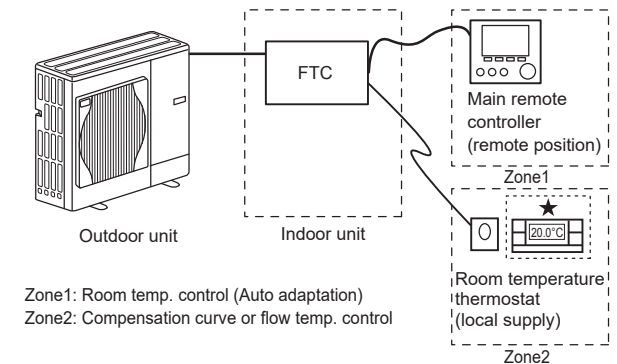 FTC
Main remote
controller
(remote position)
Zone1
Outdoor unit
Indoor unit
★
20.0°C
Room temperature
thermostat
(local supply)
Zone2
Zone1: Room temp. control (Auto adaptation)
Zone2: Compensation curve or flow temp. control